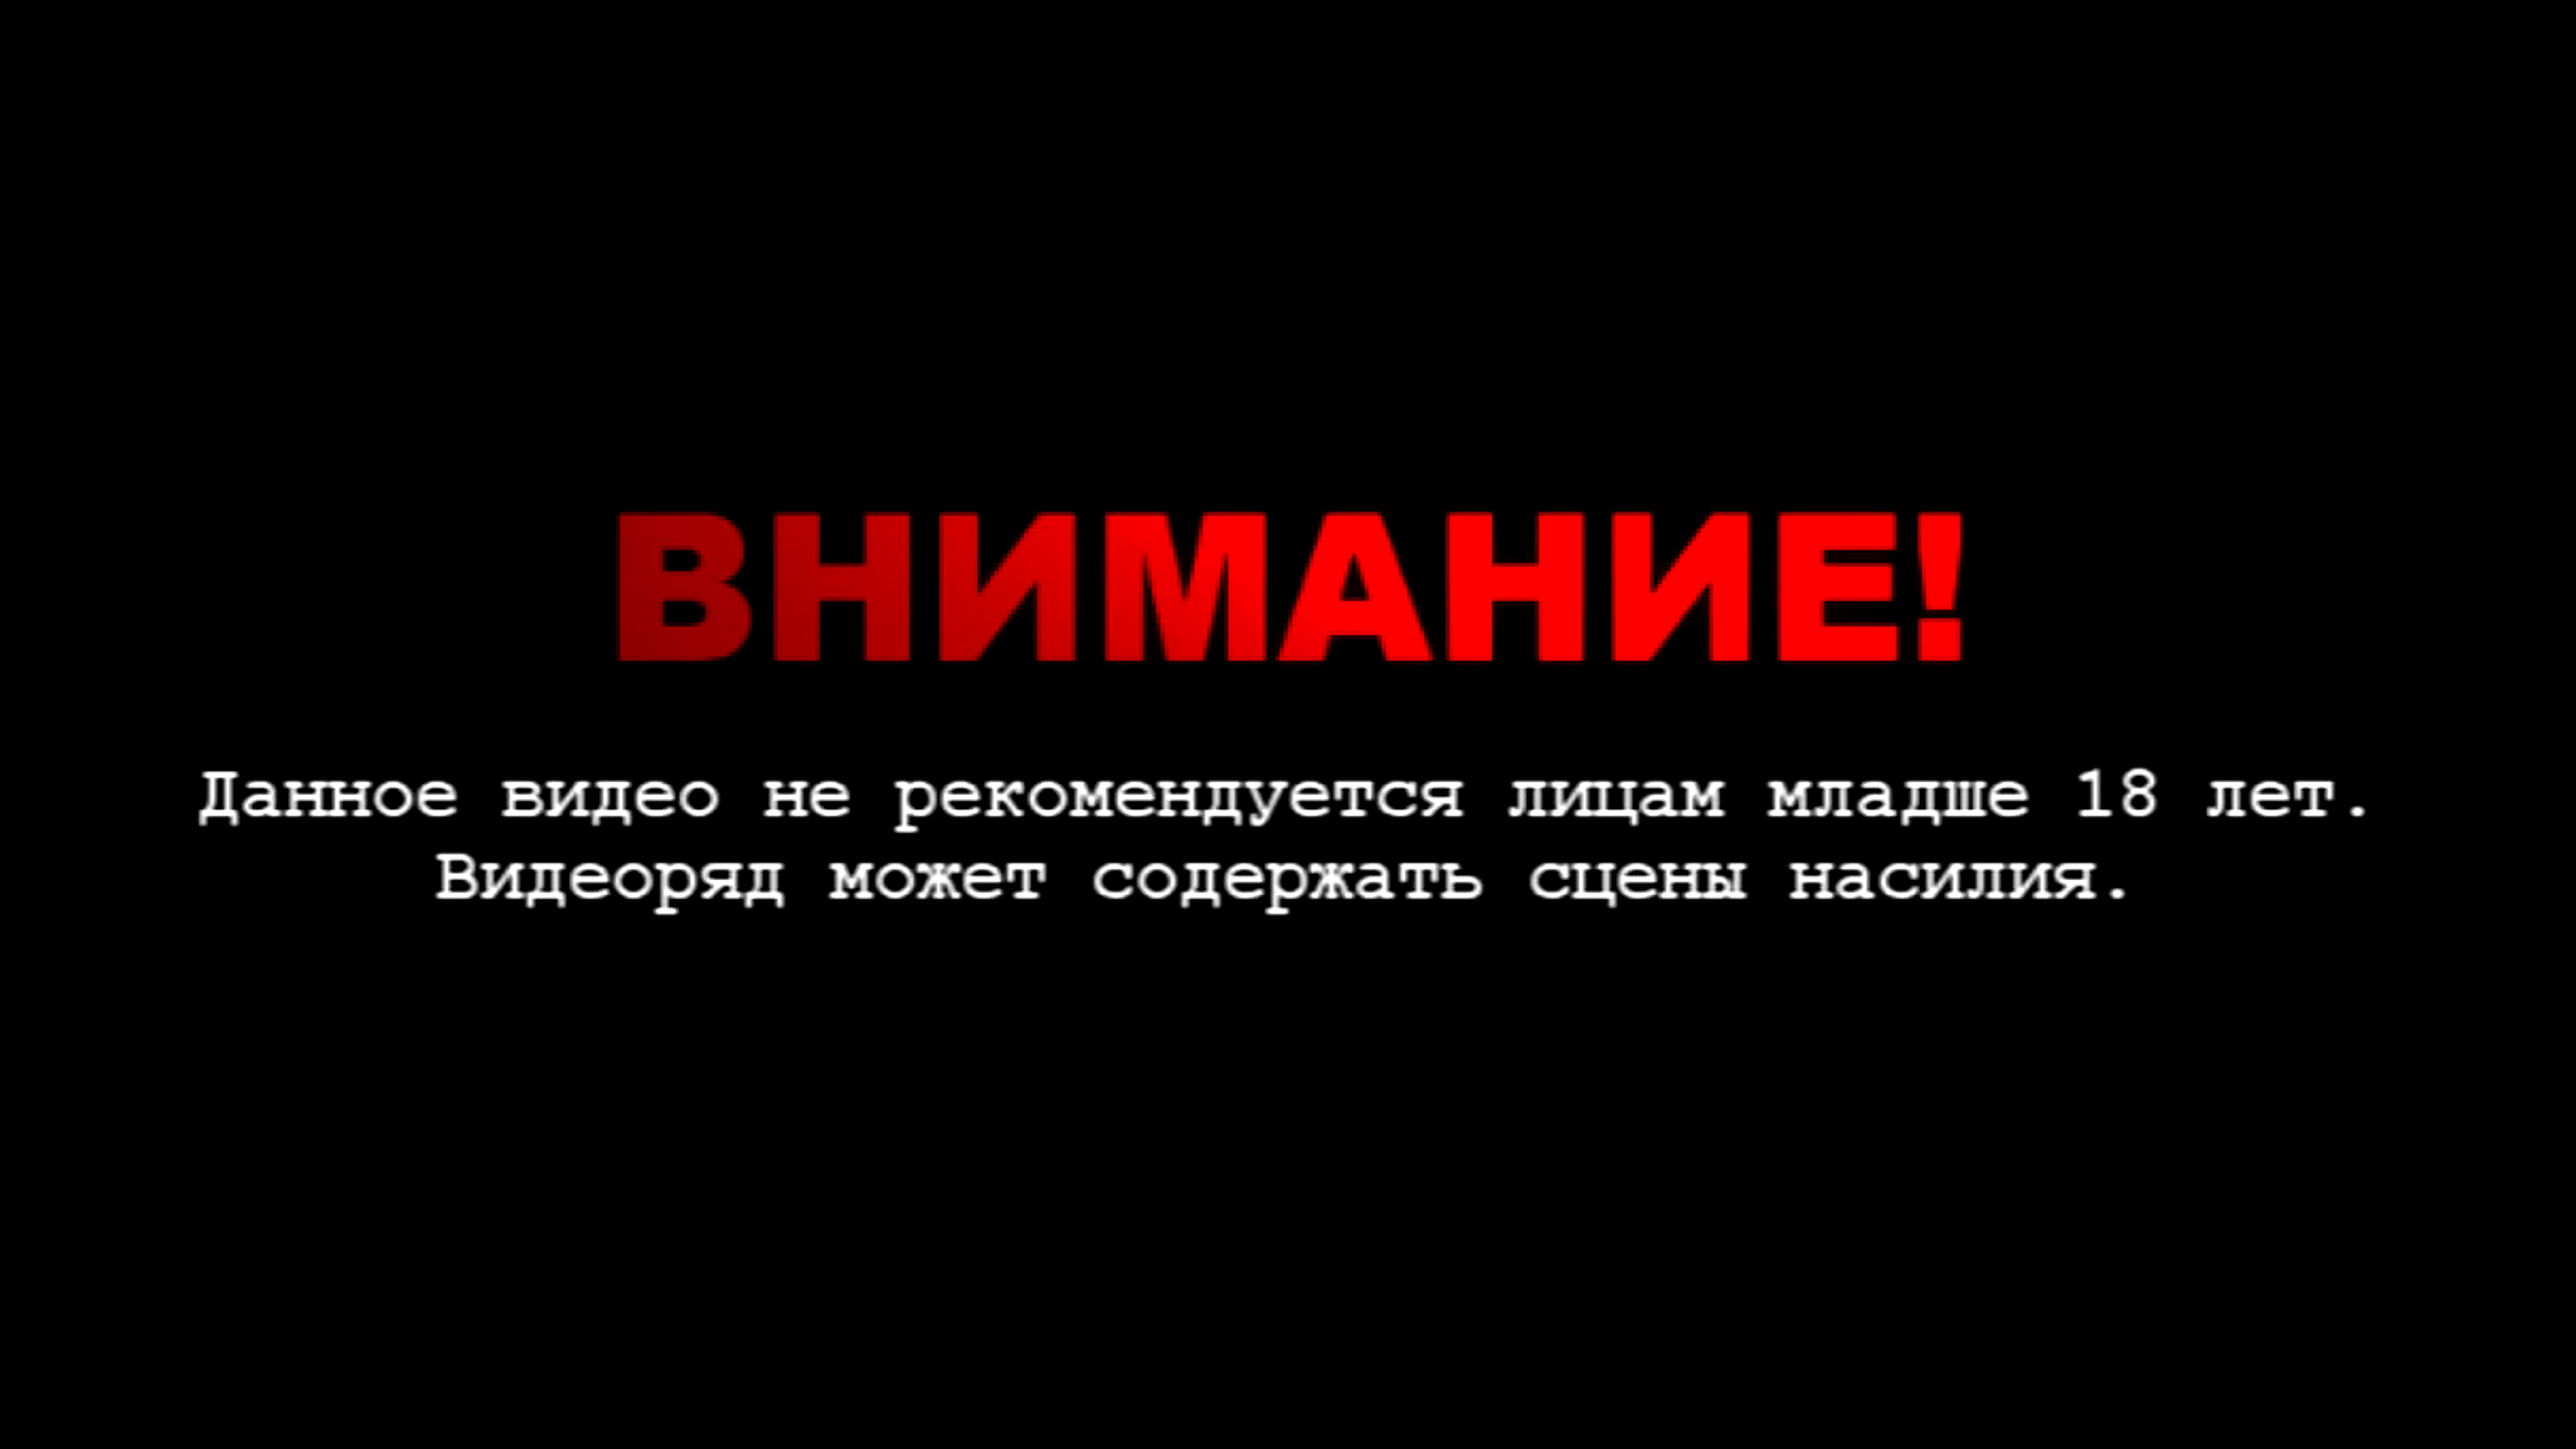 ВНИМАНИЕ!
Данное видео не рекомендуется лицам младше 18 лет.
Видеоряд может содержать сцены насилия.